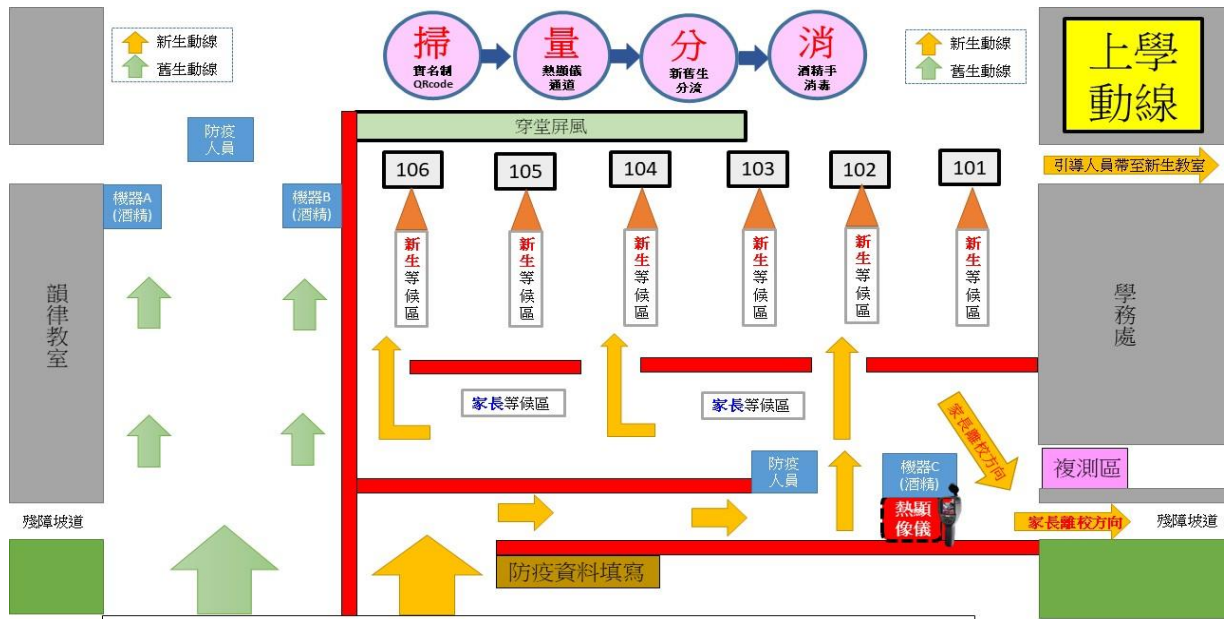 新生動線
舊生動線
掃
實名制
QRcode
量
熱顯儀
通道
分
新舊生
分流
消
酒精手
消毒
新生動線
舊生動線
上學
動線
防疫
人員
穿堂屏風
引導人員帶至新生教室
機器A
(酒精)
機器B
(酒精)
106
105
104
103
102
101
新生等候區
新生等候區
新生等候區
新生等候區
新生等候區
新生等候區
韻律教室
學務處
家長等候區
家長等候區
家長離校方向
防疫
人員
機器C
(酒精)
複測區
熱顯
像儀
殘障坡道
家長離校方向
殘障坡道
防疫資料填寫